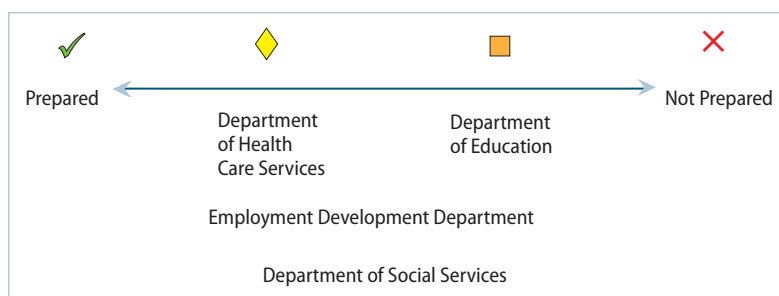 Prepared
Not Prepared
Department
of Health
Care Services
Department
of Education
Employment Development Department
Department of Social Services